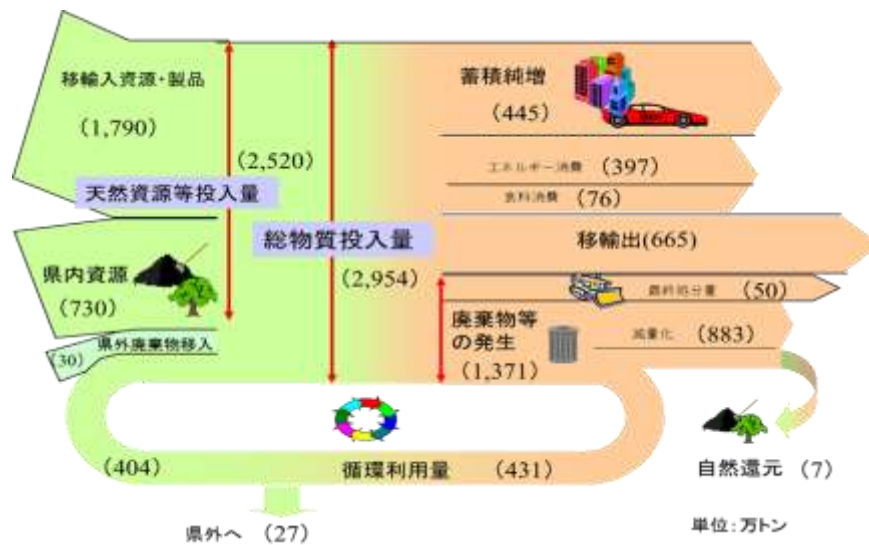 移輸入資源・製品
(1,790)
(2,520)
天然資源等投入量
総物質投入量
(2,954)
県内資源
(730)
県外廃棄物移入
(30)
蓄積純増
(445)
エネルギー消費 (397)
食料消費 (76)
移輸出(665)
最終処分量 (50)
廃棄物等
の発生
(1,371)
減量化 (883)
(404)
循環利用量 (431)
自然還元 (7)
県外へ (27)
単位:万トン